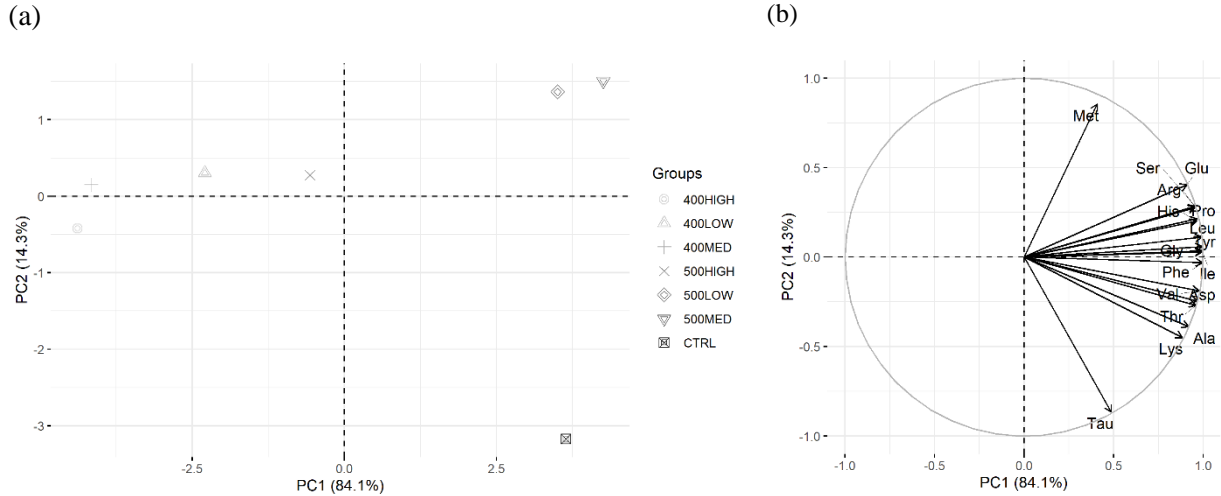 (a)
(b)
1
0
-1
-2
-3
PC2 (14.3%)
-2.5
0.0
2.5
PC1 (84.1%)
Groups
400HIGH
400LOW
400MED
500HIGH
500LOW
500MED
CTRL
1.0
0.5
0.0
-0.5
-1.0
PC2 (14.3%)
Met
Ser
Glu
Arg
His
Pro
Leu
Tyr
Gly
Phe
Ile
Val
Asp
Thr
Ala
Lys
Tau
-1.0
-0.5
0.0
0.5
1.0
PC1 (84.1%)